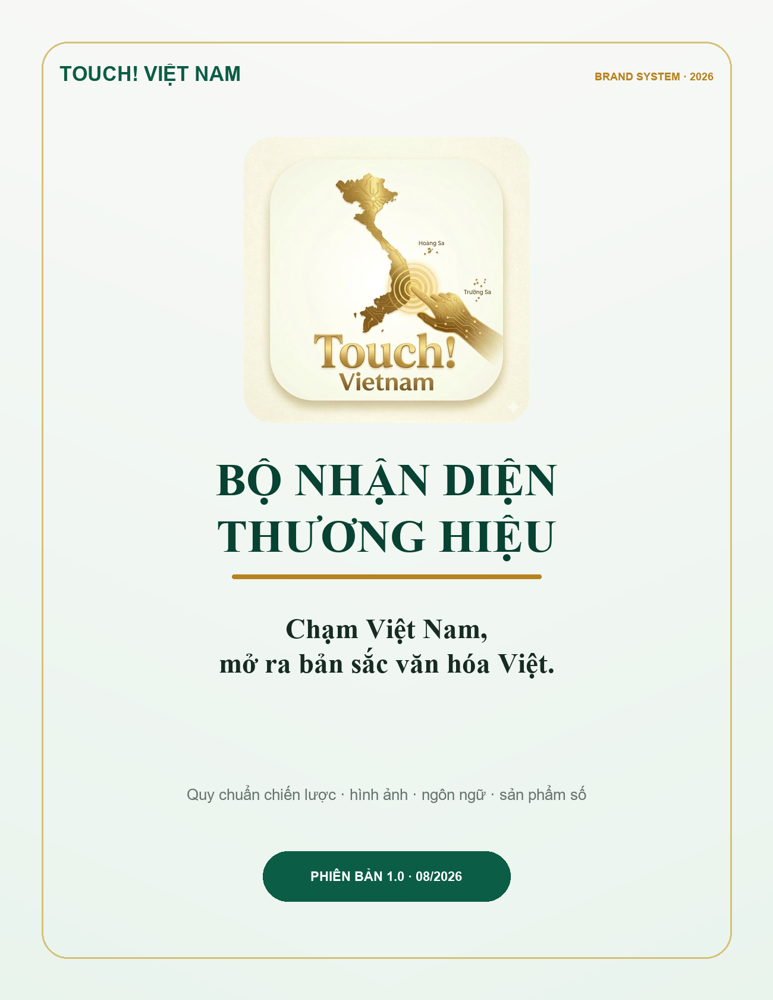 TOUCH! VIỆT NAM
BRAND SYSTEM · 2026
Hoàng Sa
Trường Sa
Touch!
Vietnam
BỘ NHẬN DIỆN
THƯƠNG HIỆU
Chạm Việt Nam,
mở ra bản sắc văn hóa Việt.
Quy chuẩn chiến lược · hình ảnh · ngôn ngữ · sản phẩm số
PHIÊN BẢN 1.0 · 08/2026